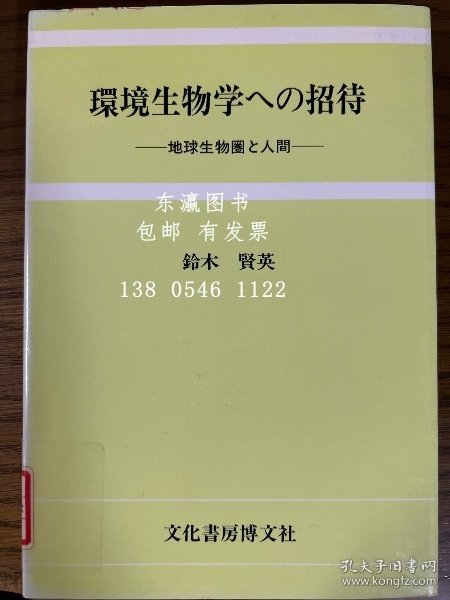 環境生物学への招待
──地球生物圏と人間──
东瀛图书
包邮 有发票
鈴木 賢英
138 0546 1122
文化書房博文社
孔夫子旧书网
www.kongfz.com